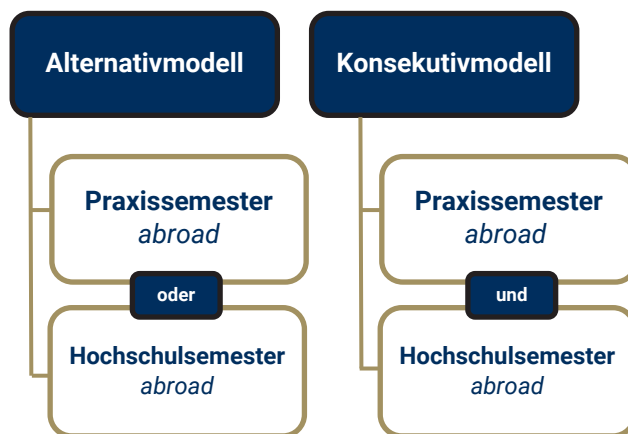 Alternativmodell
Praxissemester
abroad
oder
Hochschulsemester
abroad
Konsekutivmodell
Praxissemester
abroad
und
Hochschulsemester
abroad